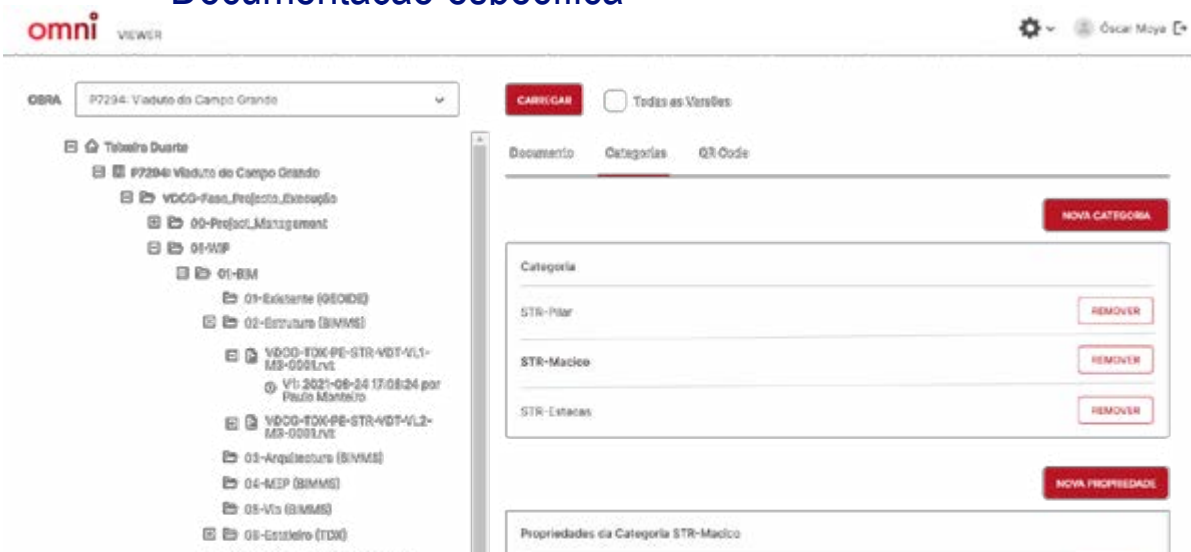 Documentação específica
omni VIEWER
Óscar Moya
OBRA P7294: Viaduto do Campo Grande
CARREGAR Todas as Versões
Teixeira Duarte
P7294: Viaduto do Campo Grande
VDCG-Fase_Projecto_Execução
00-Project_Management
01-BIM
01-Existente (GEOIDE)
02-Estrutura (BIMMS)
VDCG-TDX-PE-STR-VDT-VL1-
M3-0001.rvt
V1: 2021-08-24 17:08:24 por
Paulo Monteiro
VDCG-TDX-PE-STR-VDT-VL2-
M3-0001.rvt
03-Arquitectura (BIMMS)
04-MEP (BIMMS)
05-Via (BIMMS)
Estaleiro (TDX)
Documento Categorias QR Code
NOVA CATEGORIA
Categoria
STR-Pilar REMOVER
STR-Macico REMOVER
STR-Estacas REMOVER
NOVA PROPRIEDADE
Propriedades da Categoria STR-Macico